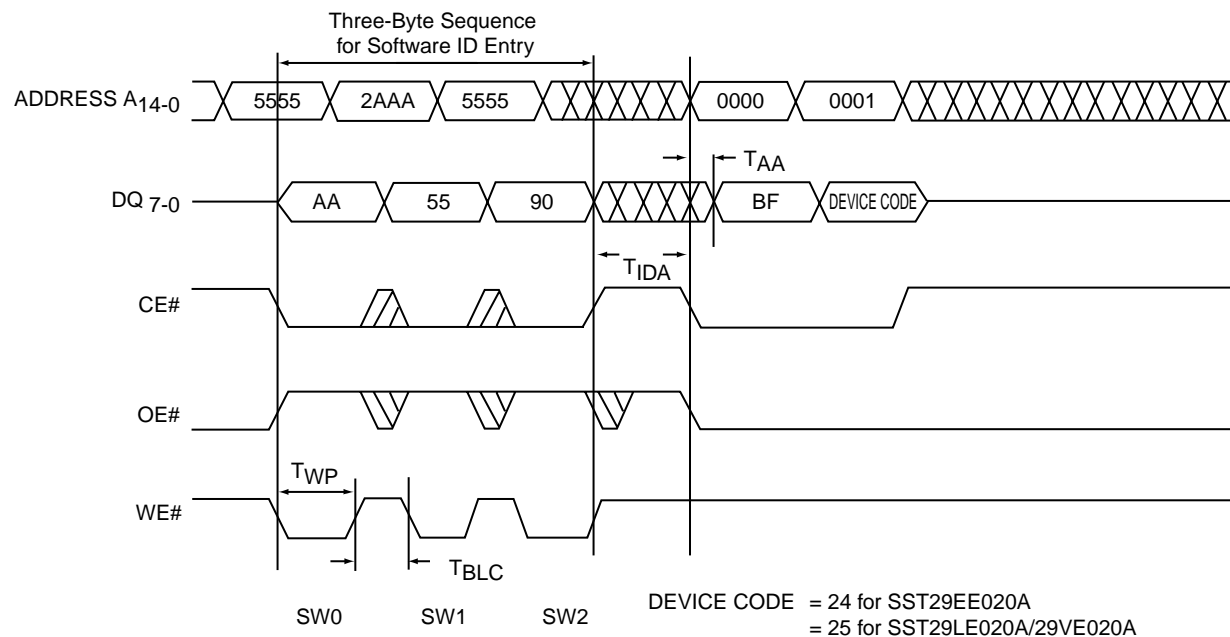 Three-Byte Sequence
for Software ID Entry
ADDRESS A14-0 5555 2AAA 5555 0000 0001
TAA
DQ 7-0 AA 55 90 BF DEVICE CODE
TIDA
CE#
OE#
TWP
WE#
TBLC
SW0 SW1 SW2
DEVICE CODE = 24 for SST29EE020A
= 25 for SST29LE020A/29VE020A